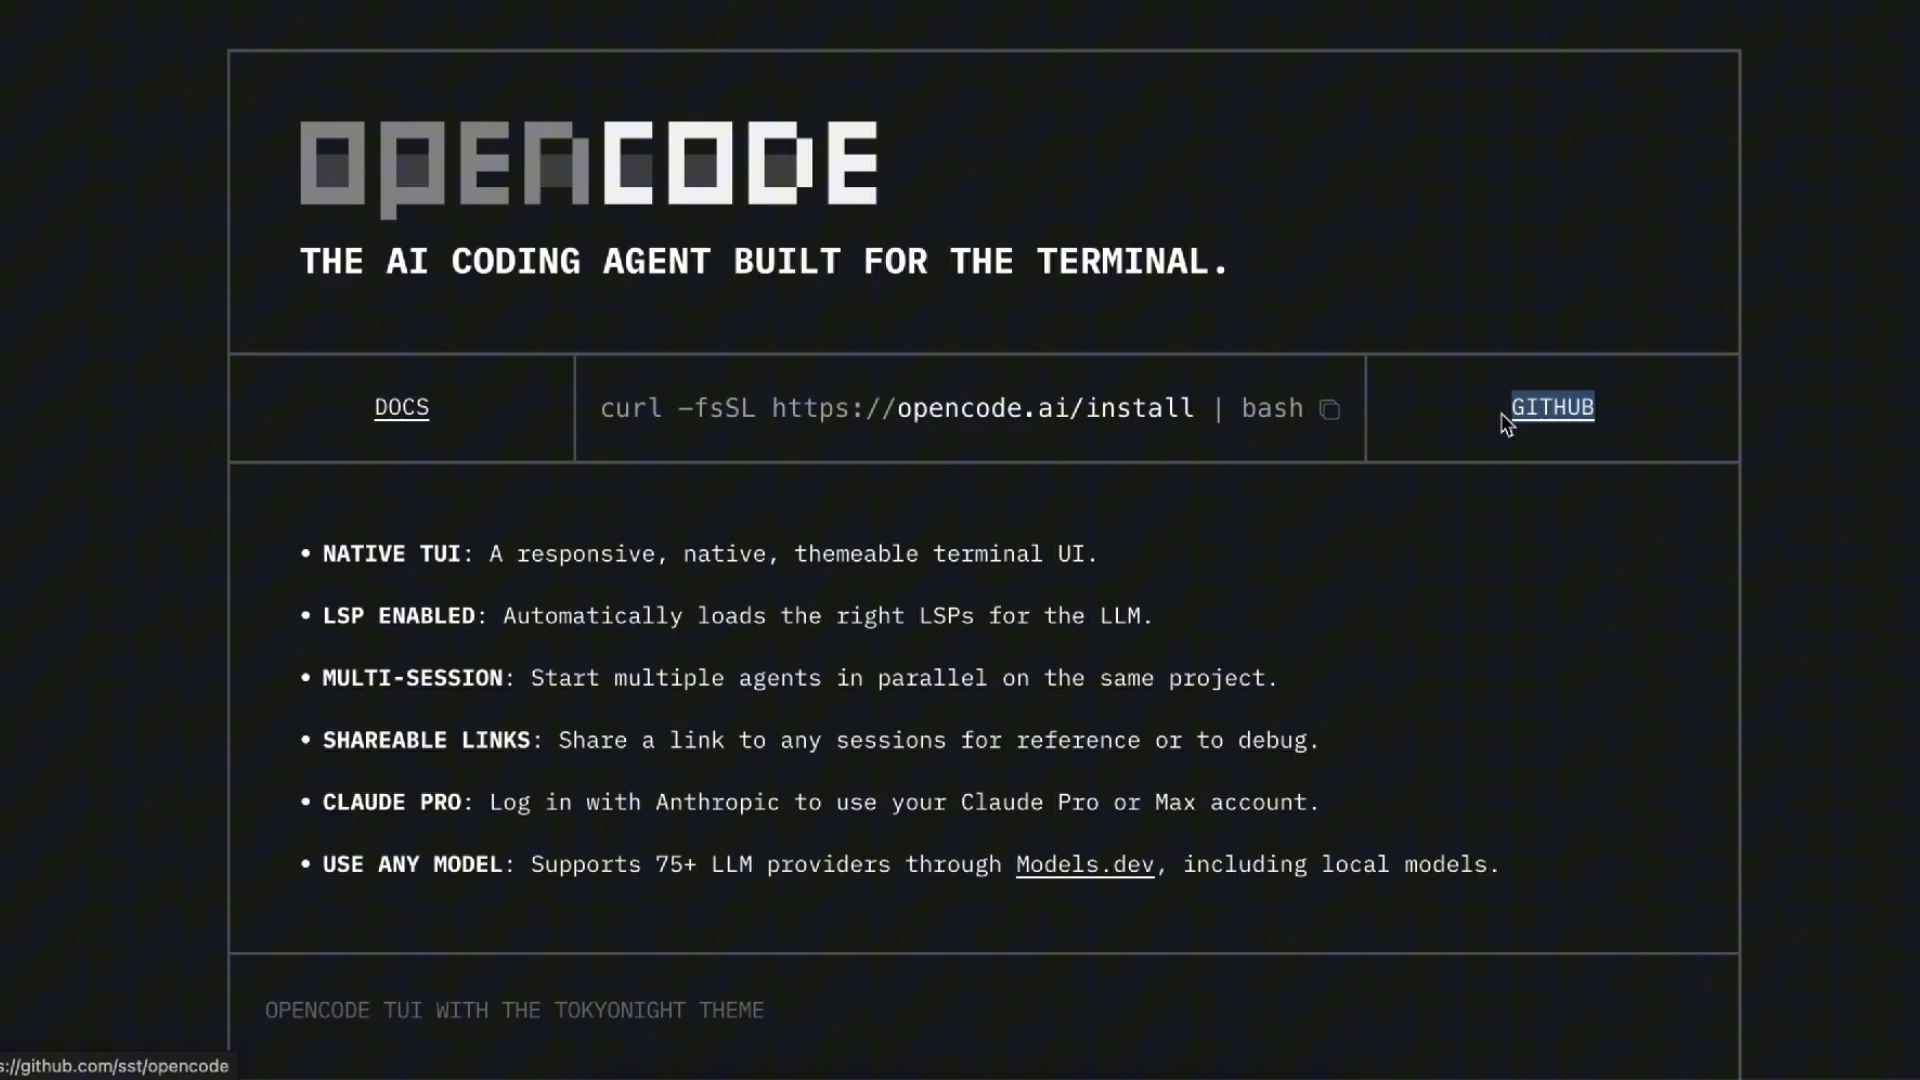 opencode
THE AI CODING AGENT BUILT FOR THE TERMINAL.
DOCS
curl -fsSL https://opencode.ai/install | bash
GITHUB
• NATIVE TUI: A responsive, native, themeable terminal UI.
• LSP ENABLED: Automatically loads the right LSPs for the LLM.
• MULTI-SESSION: Start multiple agents in parallel on the same project.
• SHAREABLE LINKS: Share a link to any sessions for reference or to debug.
• CLAUDE PRO: Log in with Anthropic to use your Claude Pro or Max account.
• USE ANY MODEL: Supports 75+ LLM providers through Models.dev, including local models.
OPENCODE TUI WITH THE TOKYONIGHT THEME
s://github.com/sst/opencode